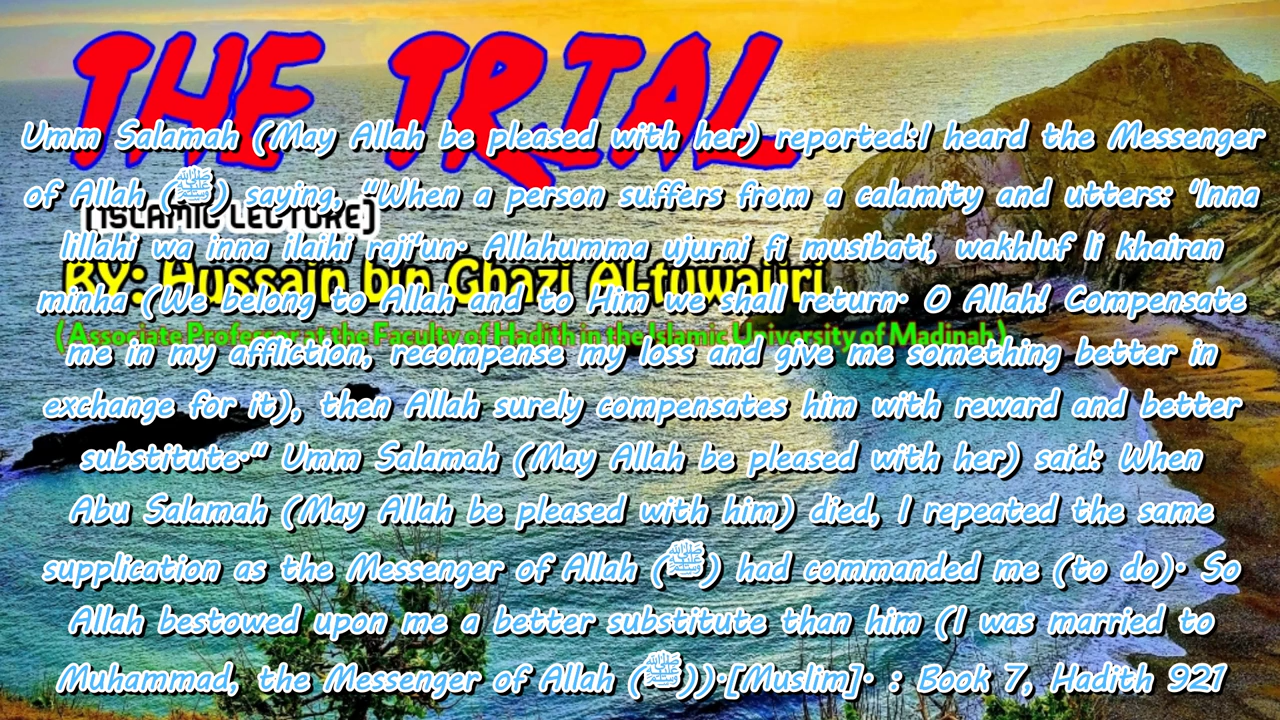 THE TRIAL
Umm Salamah (May Allah be pleased with her) reported:I heard the Messenger
of Allah (ﷺ) saying, "When a person suffers from a calamity and utters: 'Inna
[ISLAMIC LECTURE]
lillahi wa inna ilaihi raji'un. Allahumma ujurni fi musibati, wakhluf li khairan
BY: Hussain bin Ghazi Al-tuwaijiri
minha (We belong to Allah and to Him we shall return. O Allah! Compensate
(Associate Professor at the Faculty of Hadith in the Islamic University of Madinah)
me in my affliction, recompense my loss and give me something better in
exchange for it), then Allah surely compensates him with reward and better
substitute." Umm Salamah (May Allah be pleased with her) said: When
Abu Salamah (May Allah be pleased with him) died, I repeated the same
supplication as the Messenger of Allah (ﷺ) had commanded me (to do). So
Allah bestowed upon me a better substitute than him (I was married to
Muhammad, the Messenger of Allah (ﷺ)).[Muslim]. : Book 7, Hadith 921